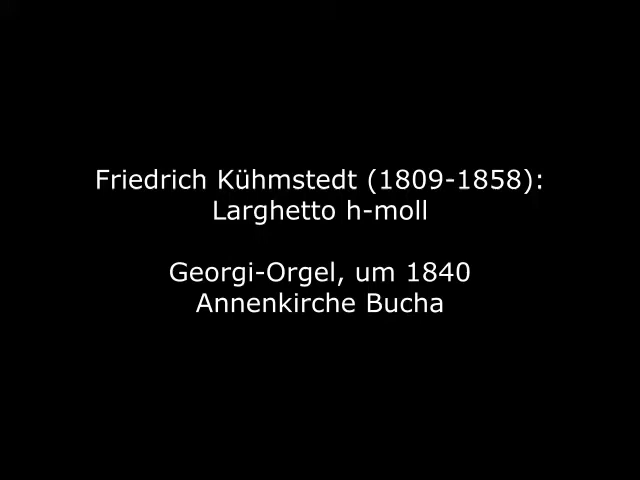 Friedrich Kühmstedt (1809-1858):
Larghetto h-moll
Georgi-Orgel, um 1840
Annenkirche Bucha